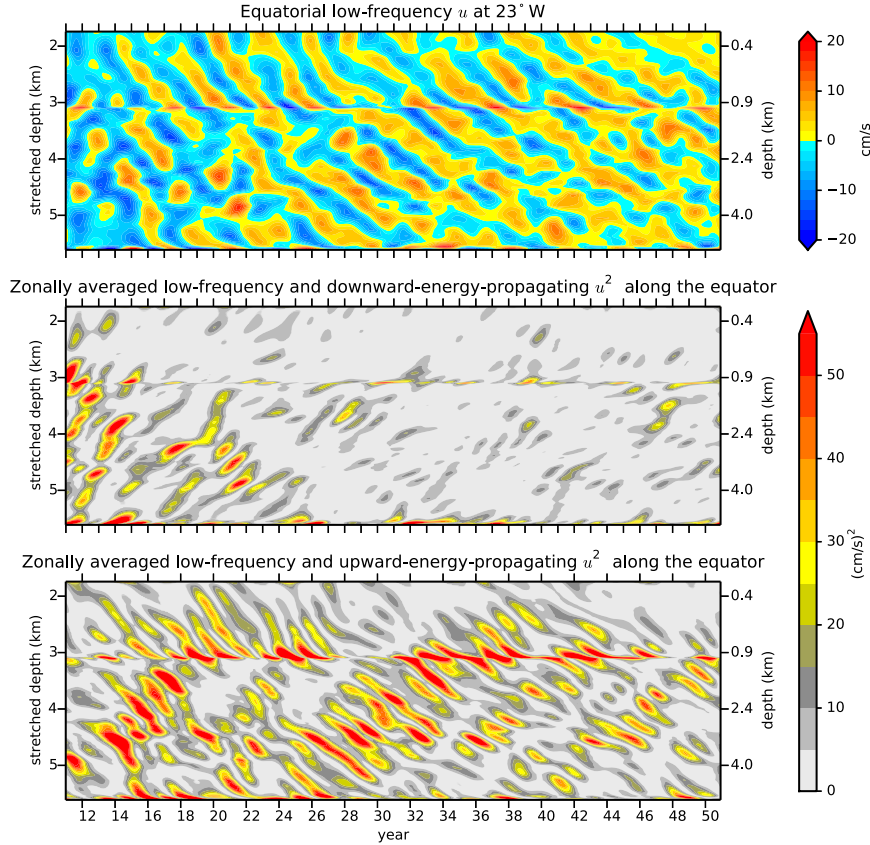 Equatorial low-frequency u at 23°W
stretched depth (km)
2
3
4
5
0.4
0.9
2.4
4.0
depth (km)
20
10
0
−10
−20
cm/s
Zonally averaged low-frequency and downward-energy-propagating u² along the equator
stretched depth (km)
2
3
4
5
0.4
0.9
2.4
4.0
depth (km)
Zonally averaged low-frequency and upward-energy-propagating u² along the equator
stretched depth (km)
2
3
4
5
0.4
0.9
2.4
4.0
depth (km)
12 14 16 18 20 22 24 26 28 30 32 34 36 38 40 42 44 46 48 50
year
50
40
30
20
10
0
(cm/s)²